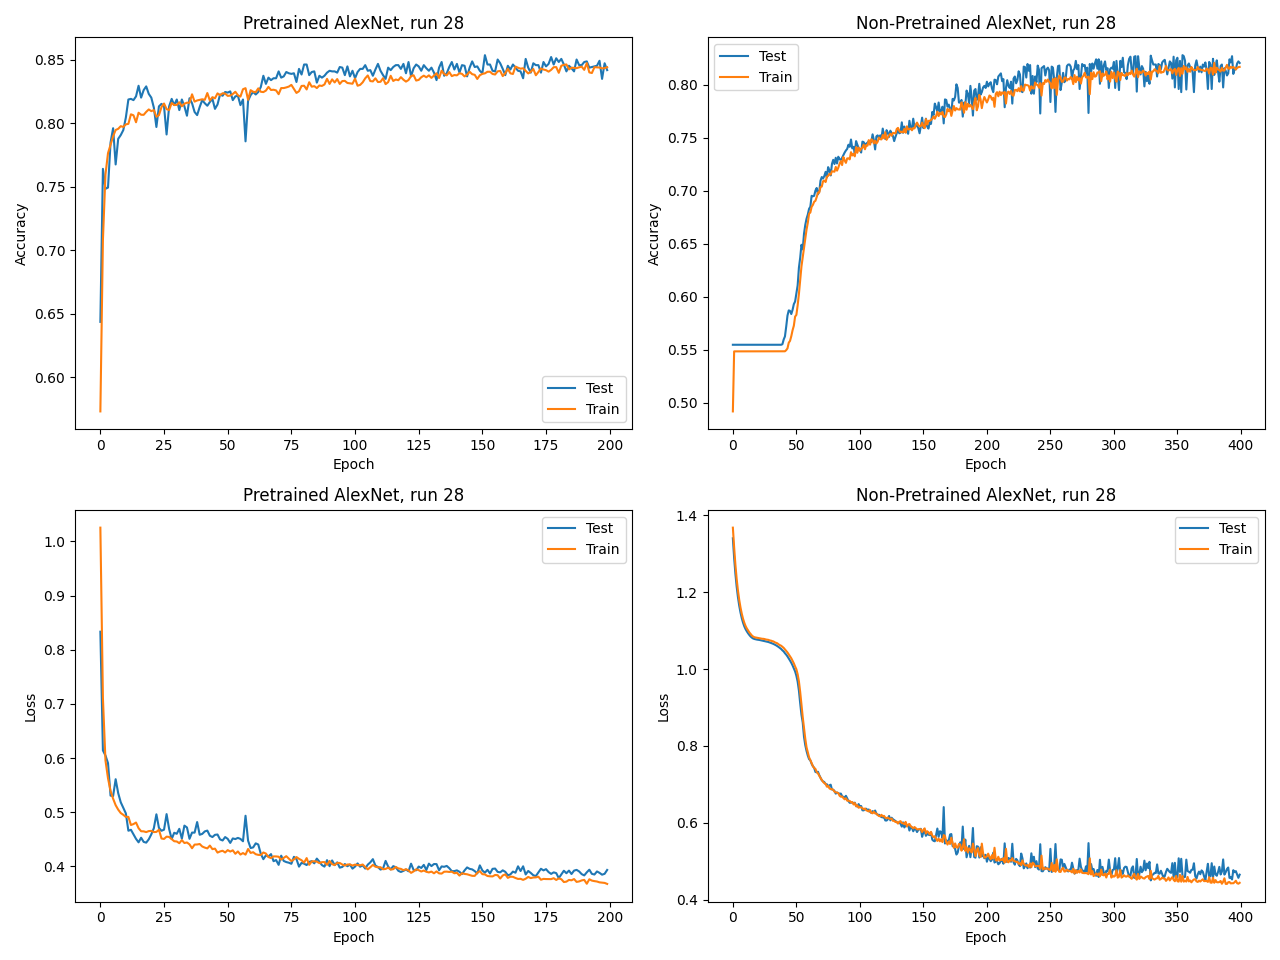 Pretrained AlexNet, run 28
Accuracy
0.85
0.80
0.75
0.70
0.65
0.60
Test
Train
0 25 50 75 100 125 150 175 200
Epoch
Non-Pretrained AlexNet, run 28
Accuracy
Test
Train
0.80
0.75
0.70
0.65
0.60
0.55
0.50
0 50 100 150 200 250 300 350 400
Epoch
Pretrained AlexNet, run 28
Loss
Test
Train
1.0
0.9
0.8
0.7
0.6
0.5
0.4
0 25 50 75 100 125 150 175 200
Epoch
Non-Pretrained AlexNet, run 28
Loss
Test
Train
1.4
1.2
1.0
0.8
0.6
0.4
0 50 100 150 200 250 300 350 400
Epoch